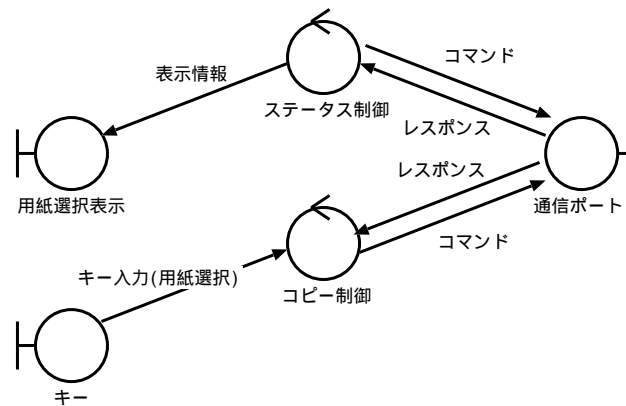 コマンド
表示情報
ステータス制御
レスポンス
レスポンス
用紙選択表示
通信ポート
コマンド
キー入力(用紙選択)
コピー制御
キー